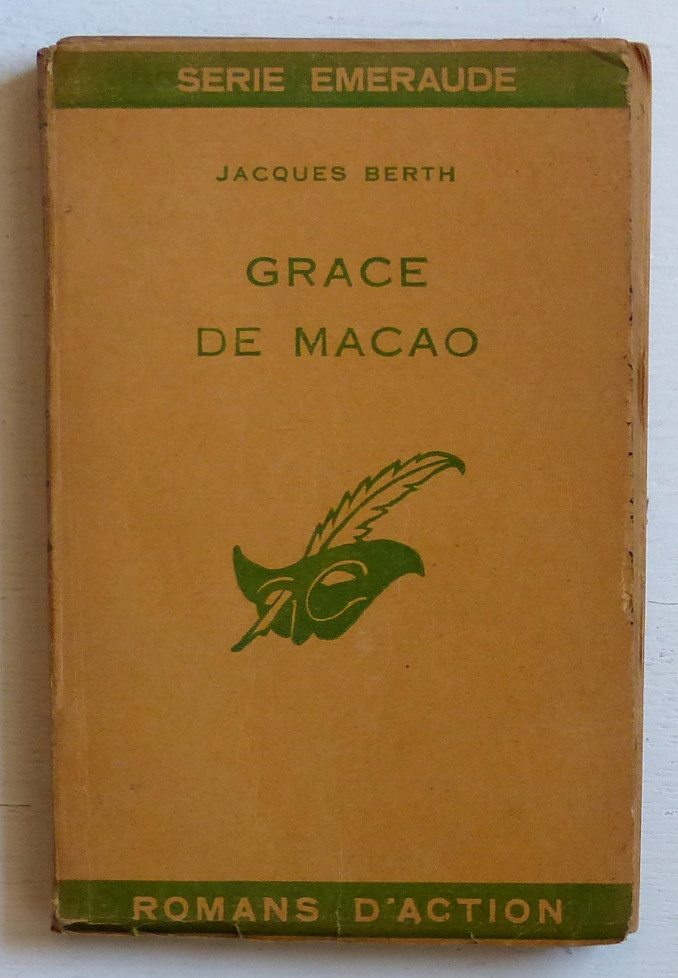 SERIE EMERAUDE
JACQUES BERTH
GRACE
DE MACAO
ROMANS D'ACTION